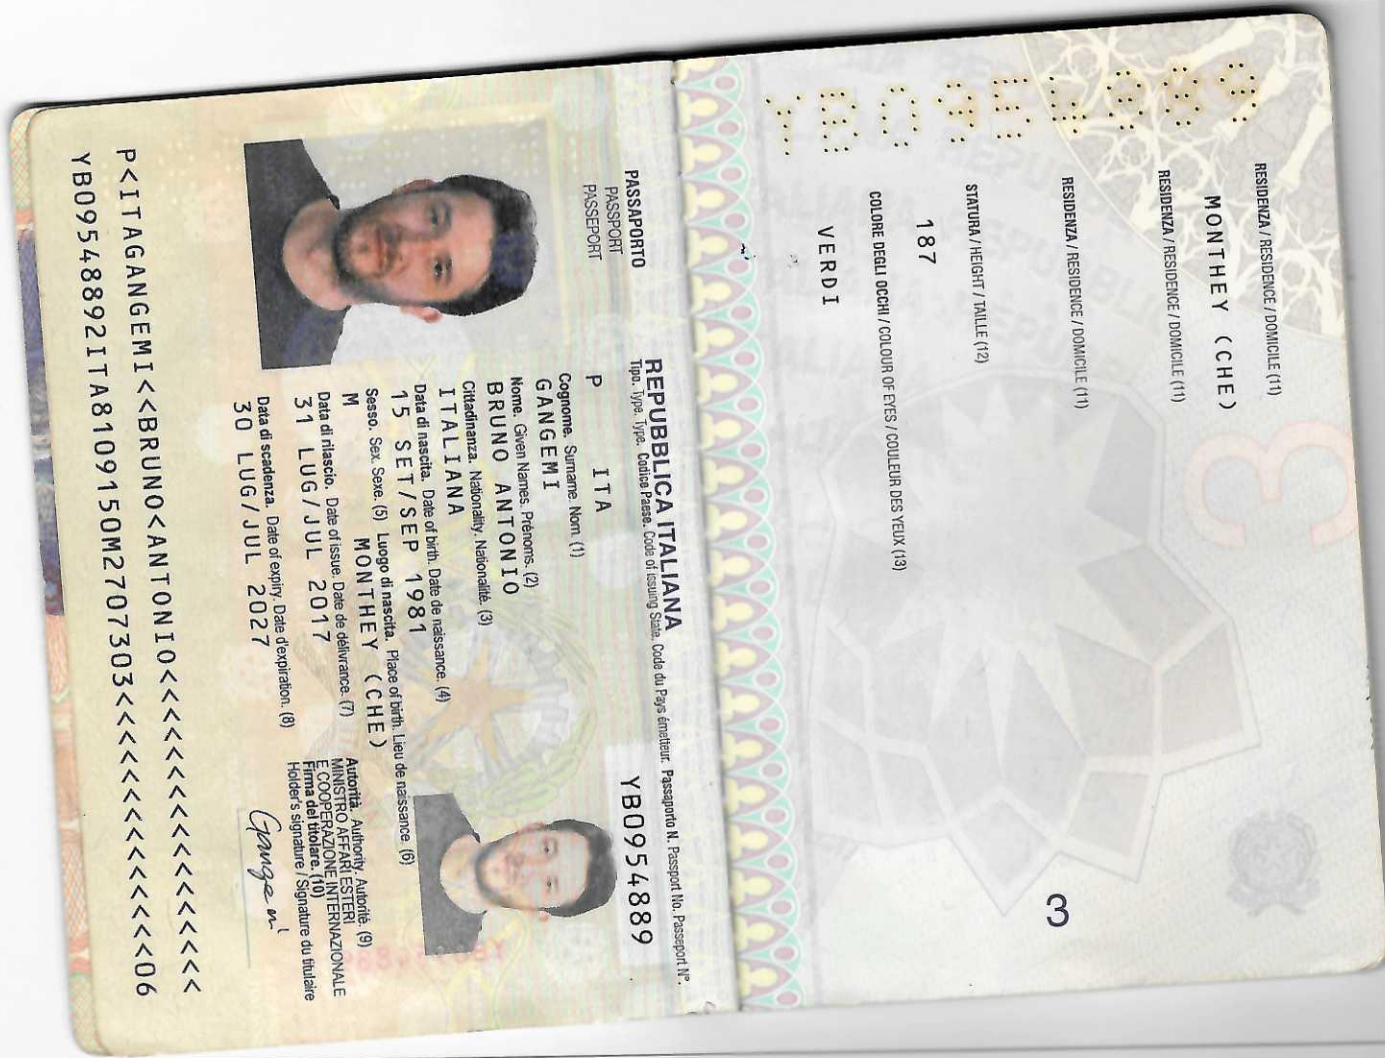 RESIDENZA / RESIDENCE / DOMICILE (11)
MONTHEY (CHE)
RESIDENZA / RESIDENCE / DOMICILE (11)
RESIDENZA / RESIDENCE / DOMICILE (11)
STATURA / HEIGHT / TAILLE (12)
187
COLORE DEGLI OCCHI / COLOUR OF EYES / COULEUR DES YEUX (13)
VERDI
3
3
YB0954889
REPUBBLICA ITALIANA
PASSAPORTO
PASSPORT
PASSEPORT
Tipo. Type. Type. Codice Paese. Code of issuing State. Code du Pays émetteur. Passaporto N. Passport No. Passeport N°.
P ITA YB0954889
Cognome. Surname. Nom. (1)
GANGEMI
Nome. Given Names. Prénoms. (2)
BRUNO ANTONIO
Cittadinanza. Nationality. Nationalité. (3)
ITALIANA
Data di nascita. Date of birth. Date de naissance. (4)
15 SET/SEP 1981
Sesso. Sex. Sexe. (5) Luogo di nascita. Place of birth. Lieu de naissance. (6)
M MONTHEY (CHE)
Data di rilascio. Date of issue. Date de délivrance. (7)
31 LUG/JUL 2017
Data di scadenza. Date of expiry. Date d'expiration. (8)
30 LUG/JUL 2027
Autorità. Authority. Autorité. (9)
MINISTRO AFFARI ESTERI
E COOPERAZIONE INTERNAZIONALE
Firma del titolare. (10)
Holder's signature / Signature du titulaire
Gangemi
P<ITAGANGEMI<<BRUNO<ANTONIO<<<<<<<<<<<<<<<<<
YB09548892ITA8109150M2707303<<<<<<<<<<<<<<06